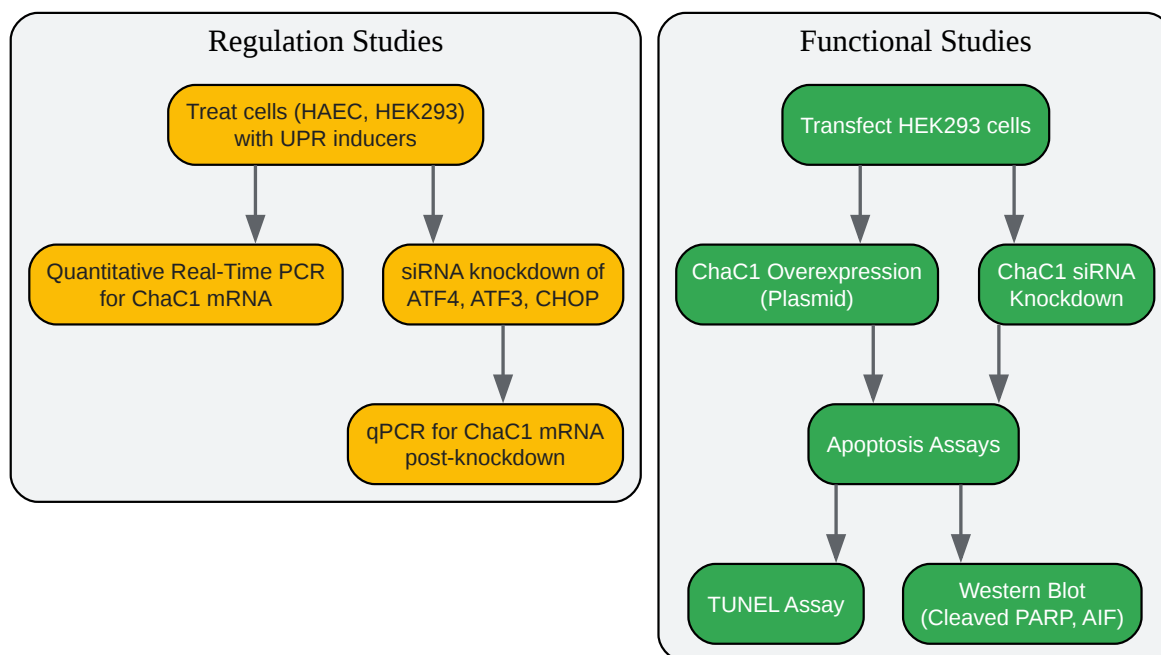 Regulation Studies
Treat cells (HAEC, HEK293)
with UPR inducers
Quantitative Real-Time PCR
for ChaC1 mRNA
siRNA knockdown of
ATF4, ATF3, CHOP
qPCR for ChaC1 mRNA
post-knockdown
Functional Studies
Transfect HEK293 cells
ChaC1 Overexpression
(Plasmid)
ChaC1 siRNA
Knockdown
Apoptosis Assays
TUNEL Assay
Western Blot
(Cleaved PARP, AIF)